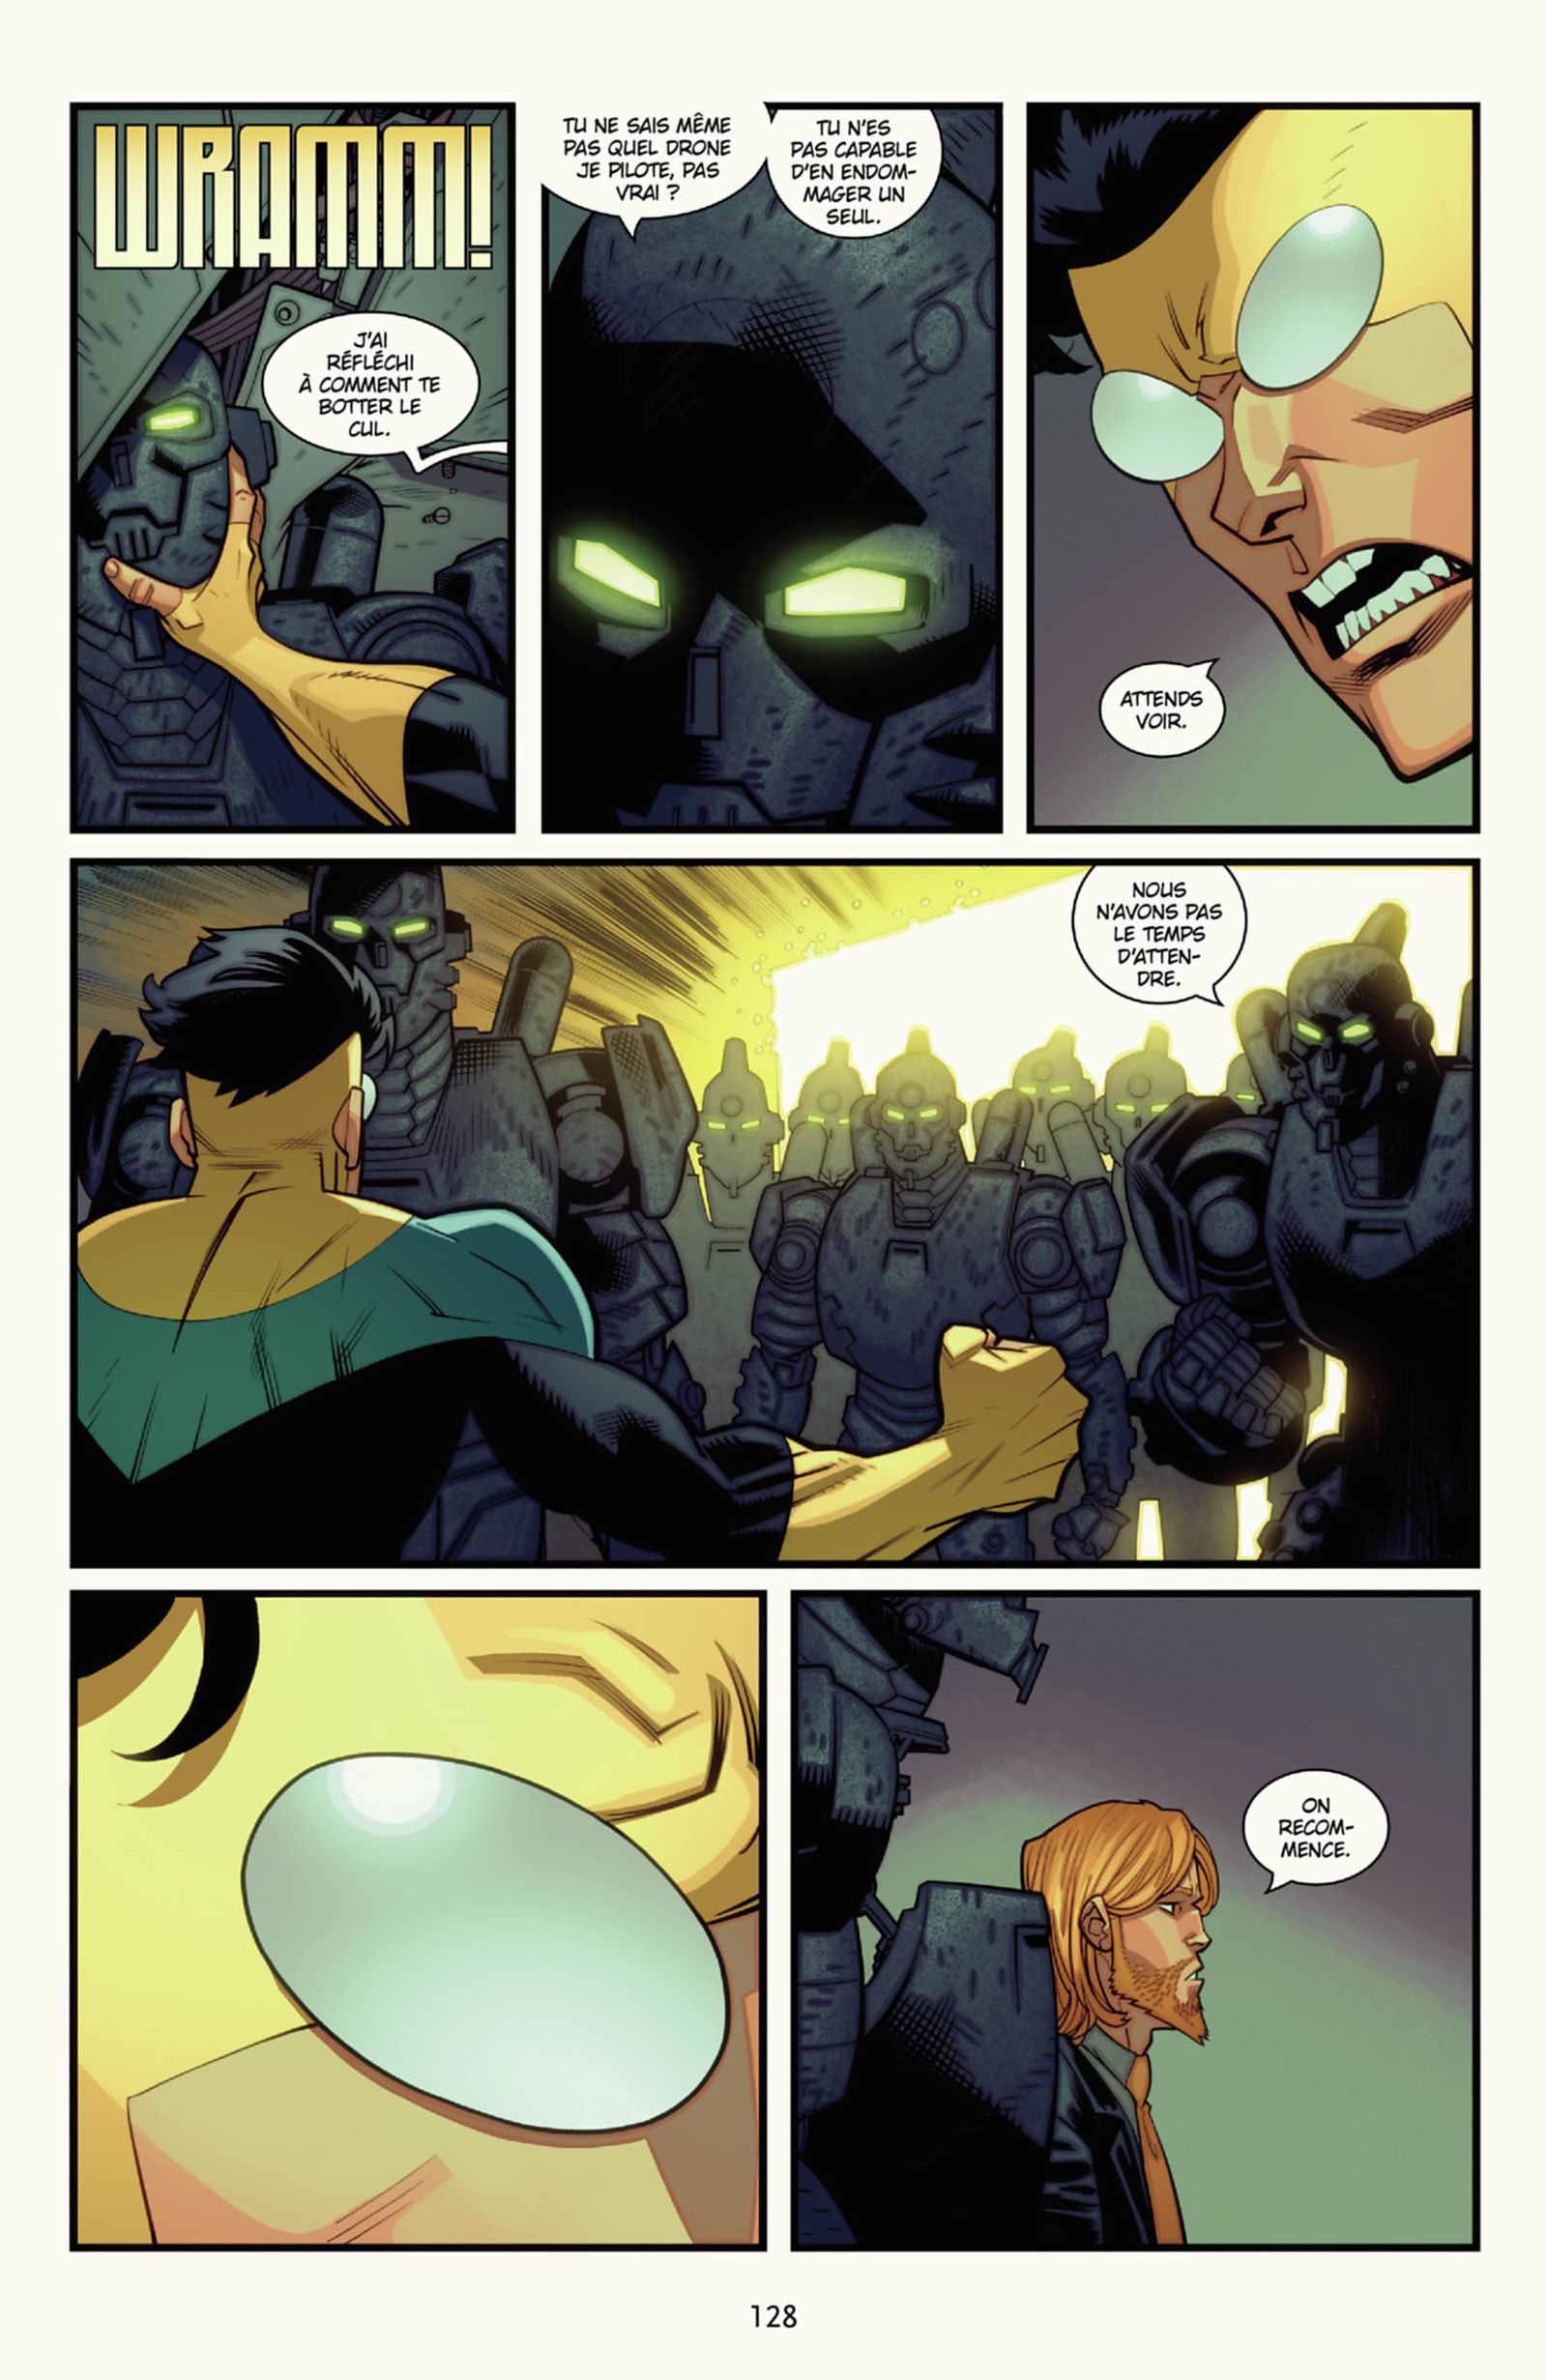 WRAMM!
J'AI
RÉFLÉCHI
À COMMENT TE
BOTTER LE
CUL.
TU NE SAIS MÊME
PAS QUEL DRONE
JE PILOTE, PAS
VRAI ?
TU N'ES
PAS CAPABLE
D'EN ENDOM-
MAGER UN
SEUL.
ATTENDS
VOIR.
NOUS
N'AVONS PAS
LE TEMPS
D'ATTEN-
DRE.
ON
RECOM-
MENCE.
128